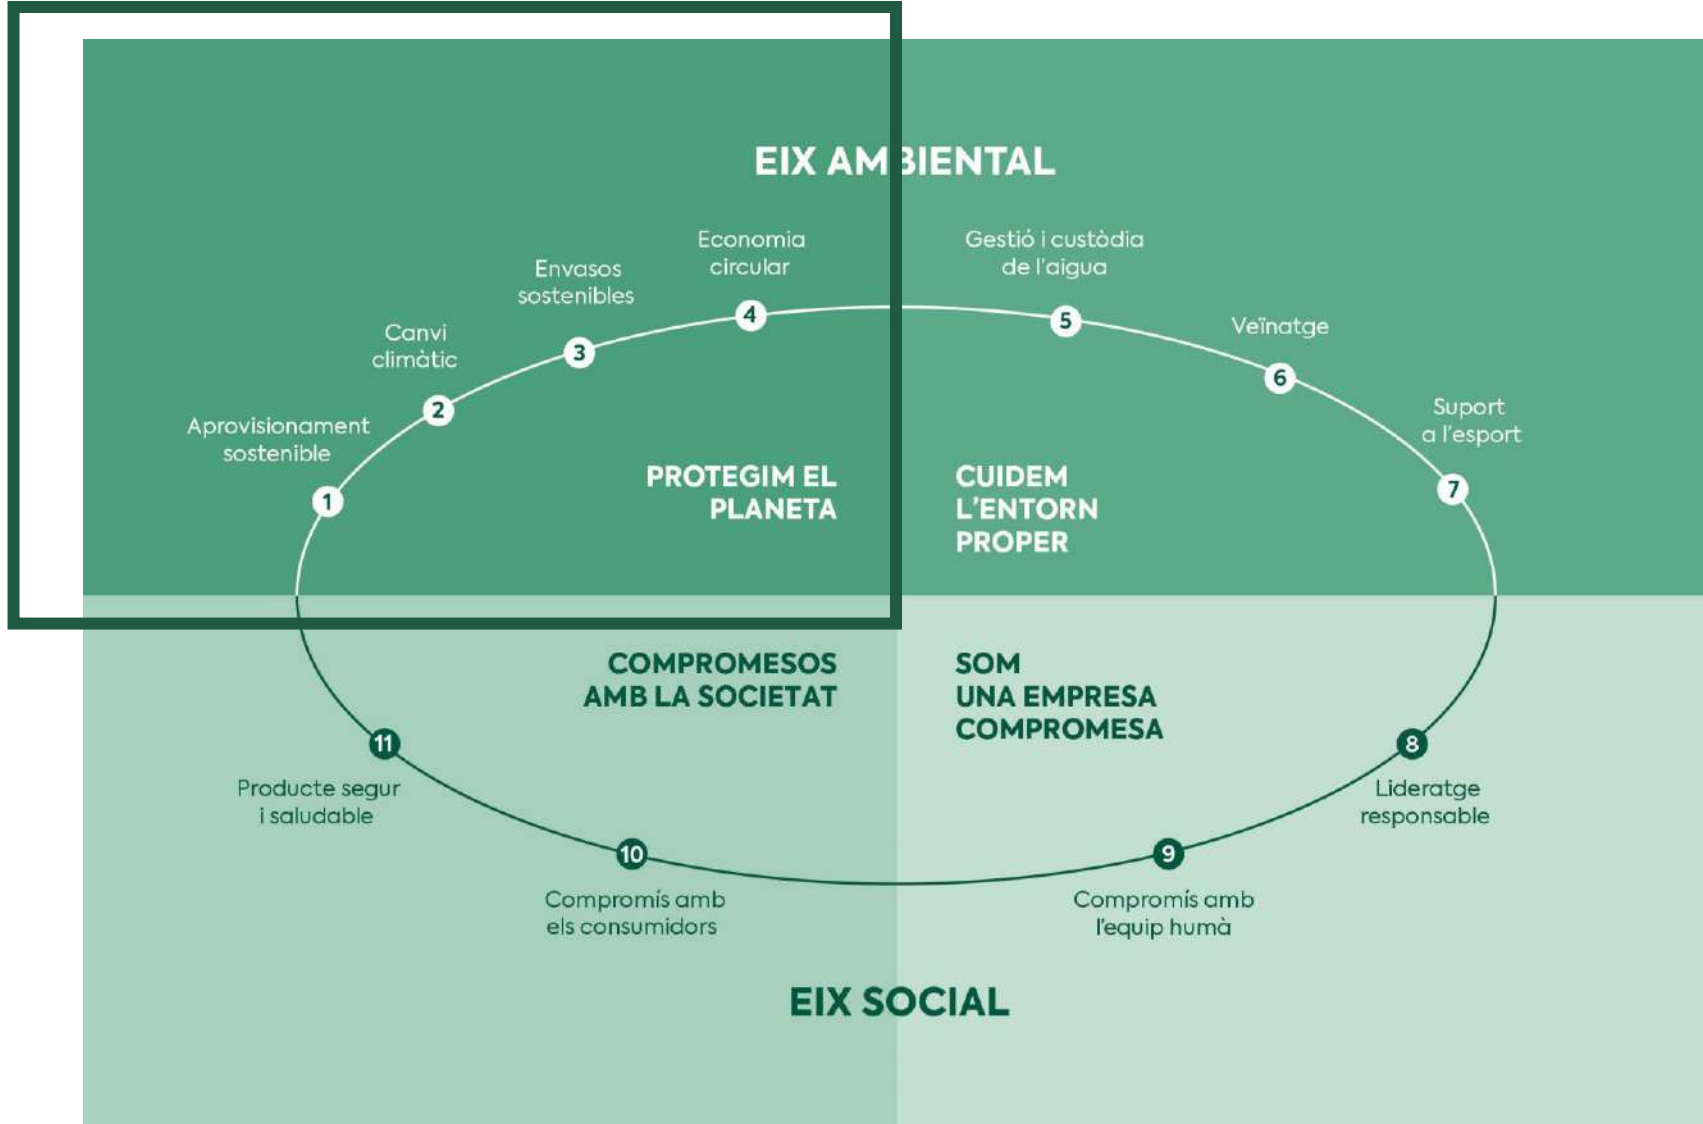 EIX AMBIENTAL
Economia
circular
4
Envasos
sostenibles
3
Canvi
climàtic
2
Aprovisionament
sostenible
1
PROTEGIM EL
PLANETA
Gestió i custòdia
de l'aigua
5
Veïnatge
6
Suport
a l'esport
7
CUIDEM
L'ENTORN
PROPER
COMPROMESOS
AMB LA SOCIETAT
11
Producte segur
i saludable
10
Compromís amb
els consumidors
SOM
UNA EMPRESA
COMPROMESA
8
Lideratge
responsable
9
Compromís amb
l'equip humà
EIX SOCIAL